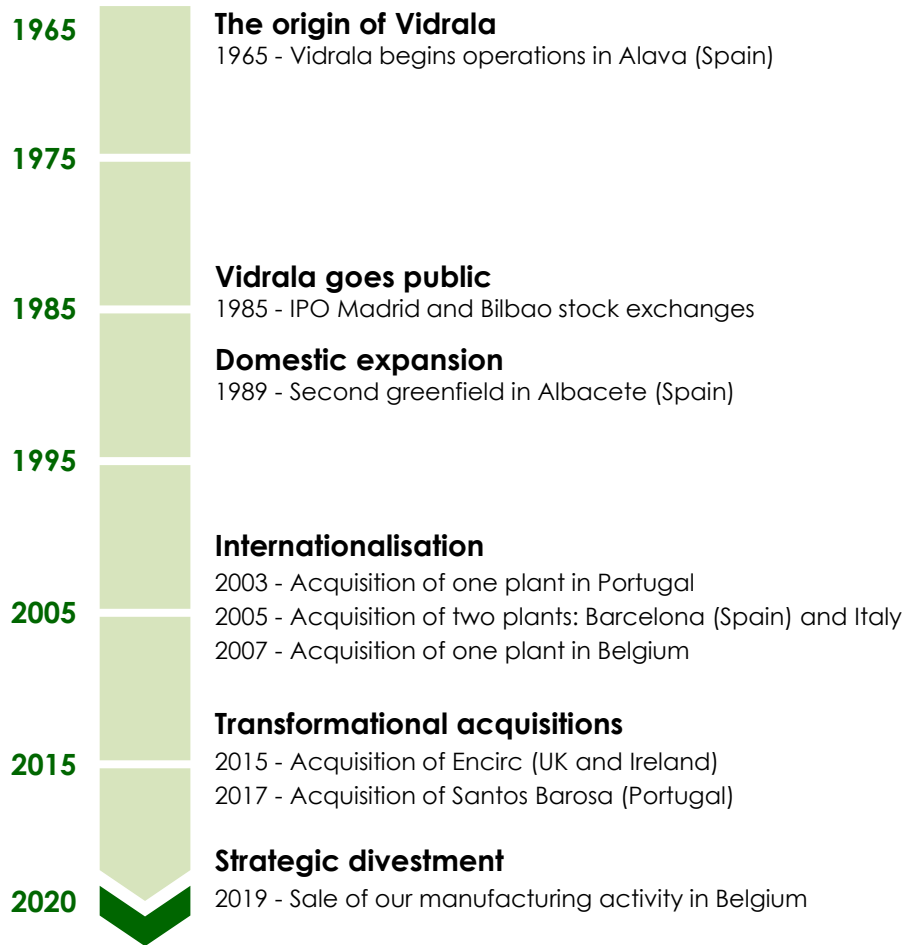 1965
The origin of Vidrala
1965 - Vidrala begins operations in Alava (Spain)
1975
Vidrala goes public
1985
1985 - IPO Madrid and Bilbao stock exchanges
Domestic expansion
1989 - Second greenfield in Albacete (Spain)
1995
Internationalisation
2003 - Acquisition of one plant in Portugal
2005
2005 - Acquisition of two plants: Barcelona (Spain) and Italy
2007 - Acquisition of one plant in Belgium
Transformational acquisitions
2015
2015 - Acquisition of Encirc (UK and Ireland)
2017 - Acquisition of Santos Barosa (Portugal)
Strategic divestment
2020
2019 - Sale of our manufacturing activity in Belgium